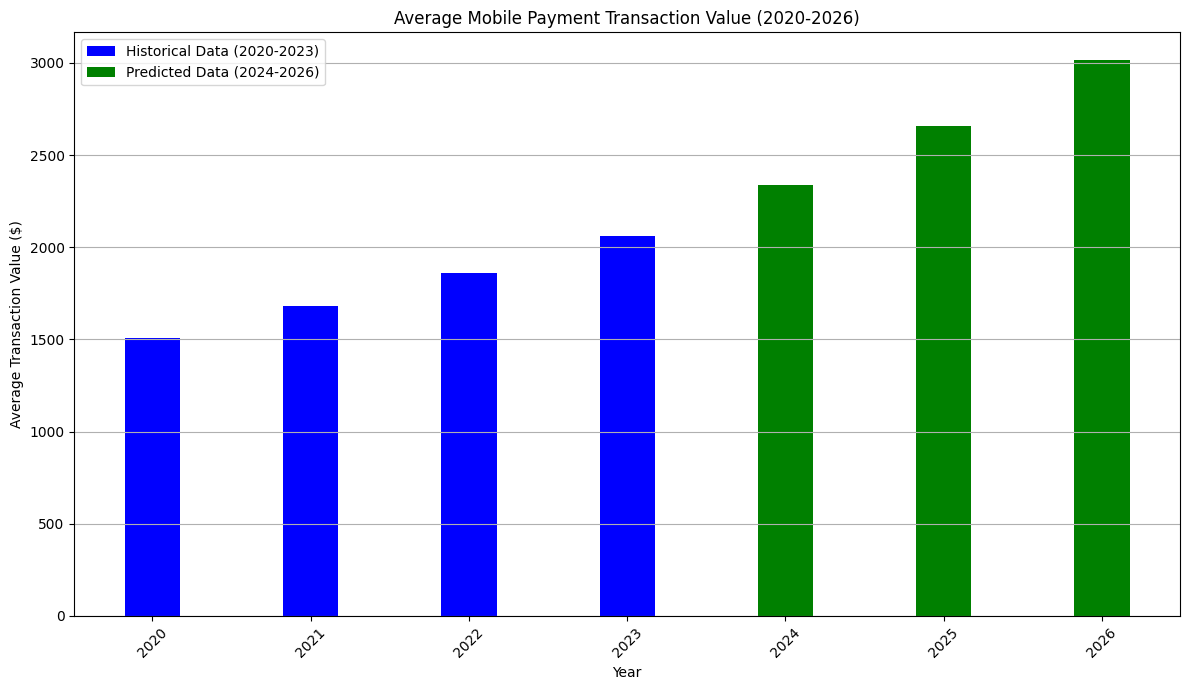 Average Mobile Payment Transaction Value (2020-2026)
Historical Data (2020-2023)
Predicted Data (2024-2026)
Average Transaction Value ($)
3000
2500
2000
1500
1000
500
0
2020
2021
2022
2023
2024
2025
2026
Year